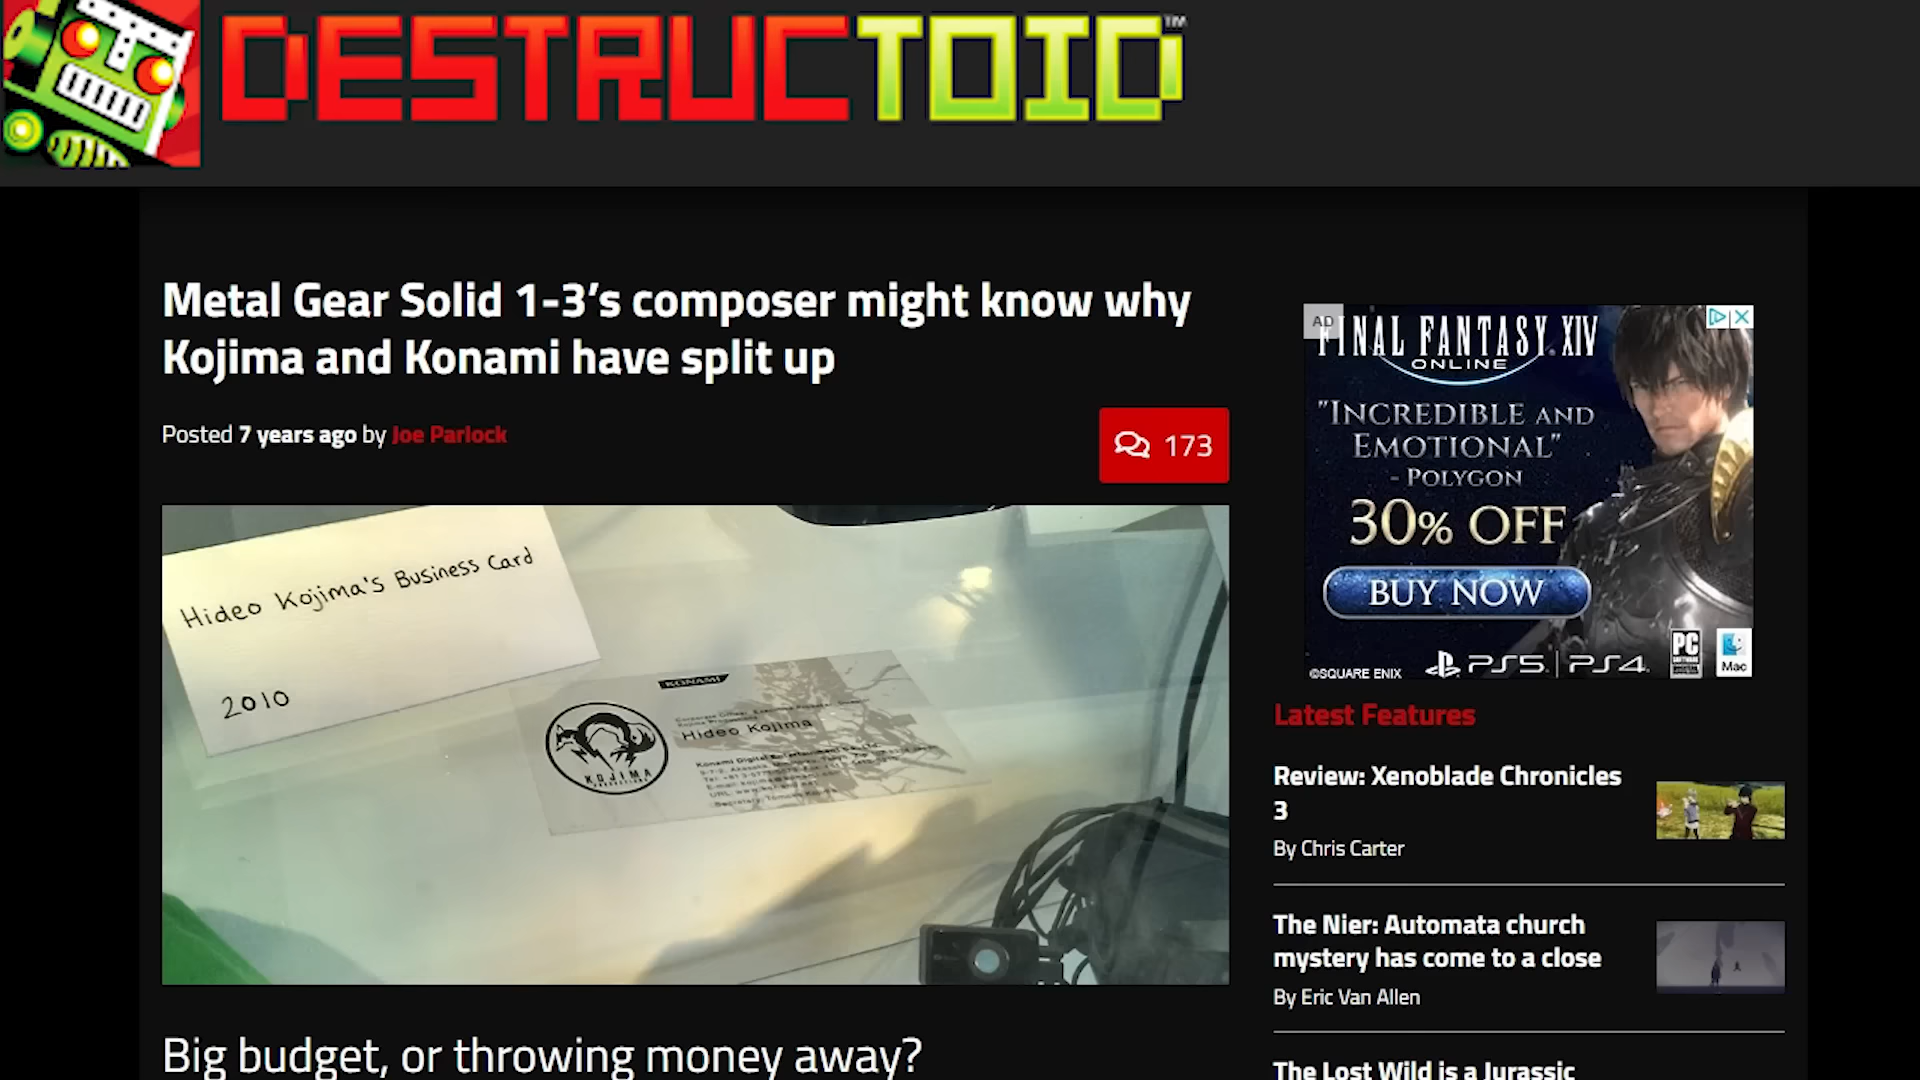 DESTRUCTOID™
Metal Gear Solid 1-3’s composer might know why
Kojima and Konami have split up
Posted 7 years ago by Joe Parlock
173
Hideo Kojima's Business Card
2010
KONAMI
Hideo Kojima
KOJIMA
PRODUCTIONS
Big budget, or throwing money away?
AD
FINAL FANTASY XIV
ONLINE
"INCREDIBLE AND
EMOTIONAL"
- POLYGON
30% OFF
BUY NOW
©SQUARE ENIX
PS5
PS4
PC
Mac
Latest Features
Review: Xenoblade Chronicles
3
By Chris Carter
The Nier: Automata church
mystery has come to a close
By Eric Van Allen
The Lost Wild is a Jurassic